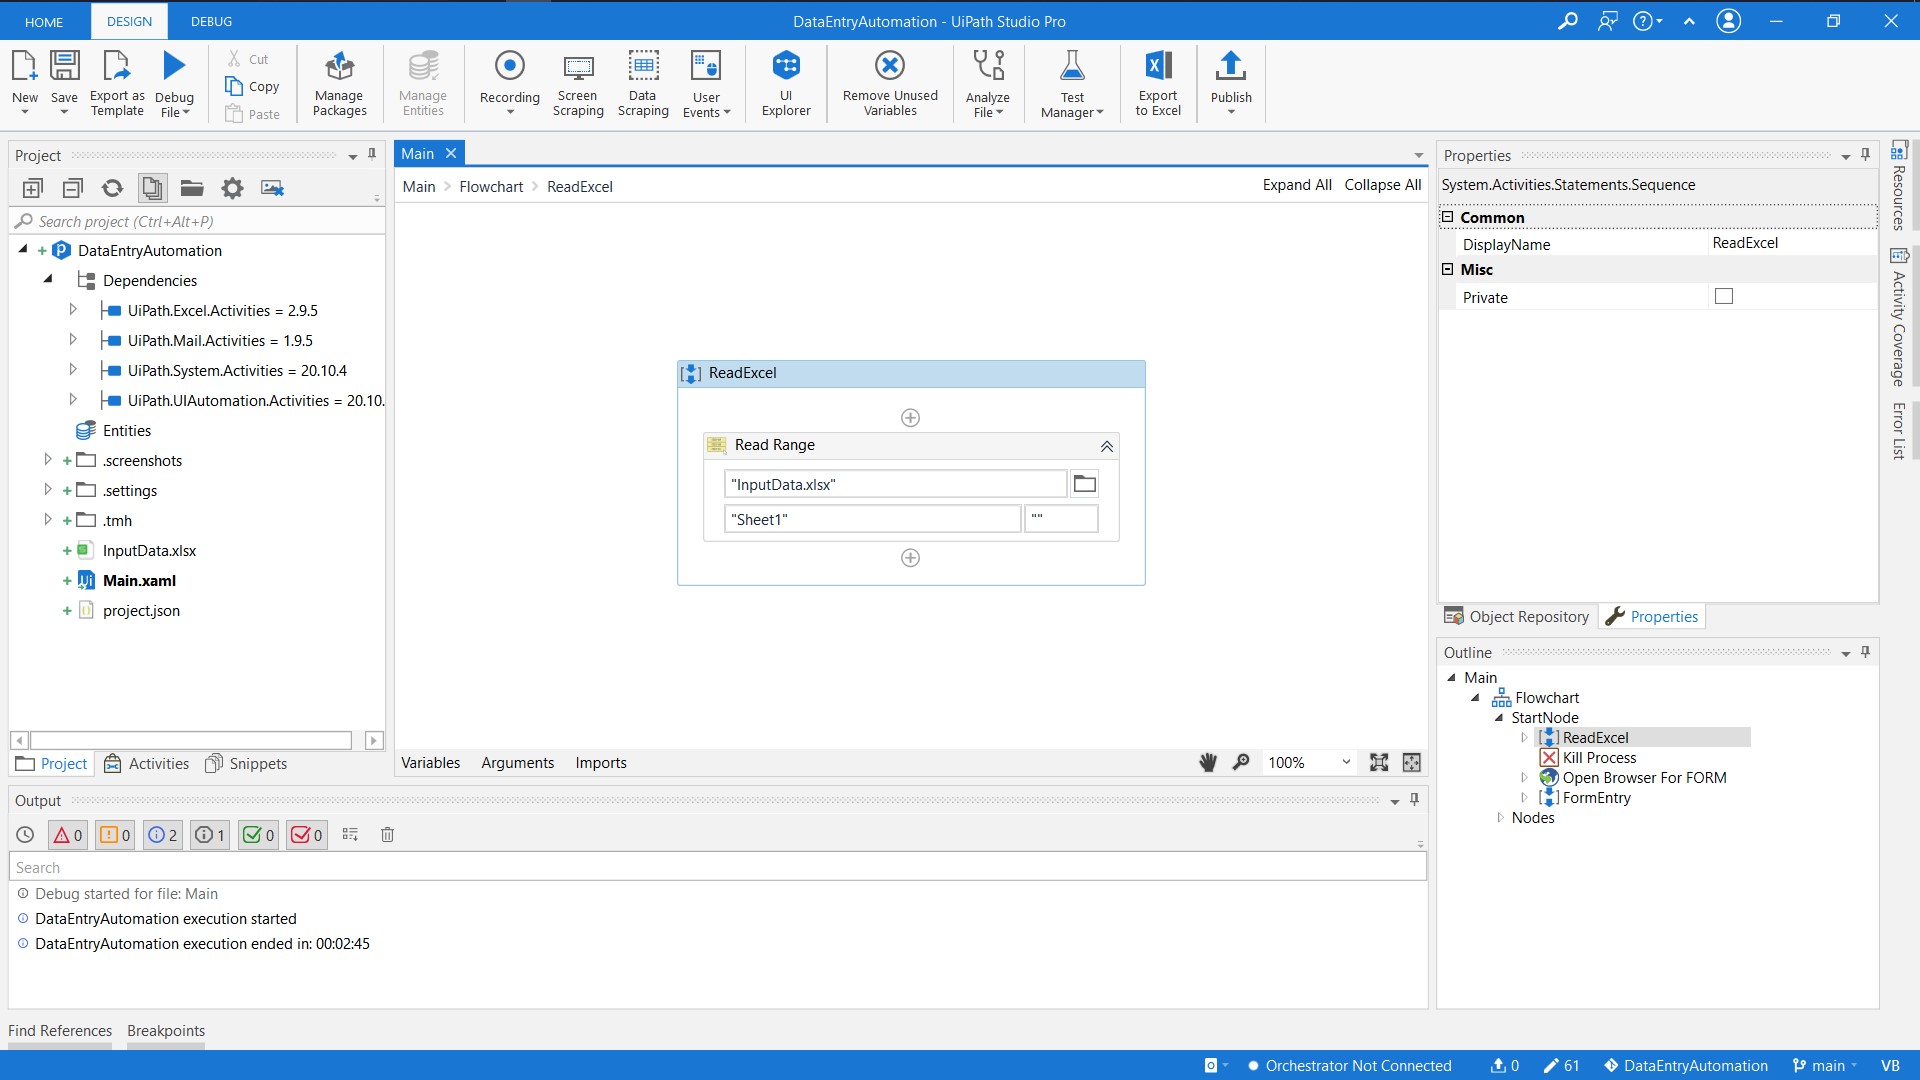 HOME
DESIGN
DEBUG
DataEntryAutomation - UiPath Studio Pro
New
Save
Export as
Template
Debug
File
Cut
Copy
Paste
Manage
Packages
Manage
Entities
Recording
Screen
Scraping
Data
Scraping
User
Events
UI
Explorer
Remove Unused
Variables
Analyze
File
Test
Manager
Export
to Excel
Publish
Project
Search project (Ctrl+Alt+P)
DataEntryAutomation
Dependencies
UiPath.Excel.Activities = 2.9.5
UiPath.Mail.Activities = 1.9.5
UiPath.System.Activities = 20.10.4
UiPath.UIAutomation.Activities = 20.10.
Entities
.screenshots
.settings
.tmh
InputData.xlsx
Main.xaml
project.json
Project
Activities
Snippets
Main
Main > Flowchart > ReadExcel
Expand All
Collapse All
ReadExcel
Read Range
"InputData.xlsx"
"Sheet1"
""
Variables
Arguments
Imports
100%
Properties
System.Activities.Statements.Sequence
Common
DisplayName
ReadExcel
Misc
Private
Object Repository
Properties
Outline
Main
Flowchart
StartNode
ReadExcel
Kill Process
Open Browser For FORM
FormEntry
Nodes
Resources
Activity Coverage
Error List
Output
0
0
2
1
0
0
Search
Debug started for file: Main
DataEntryAutomation execution started
DataEntryAutomation execution ended in: 00:02:45
Find References
Breakpoints
Orchestrator Not Connected
0
61
DataEntryAutomation
main
VB